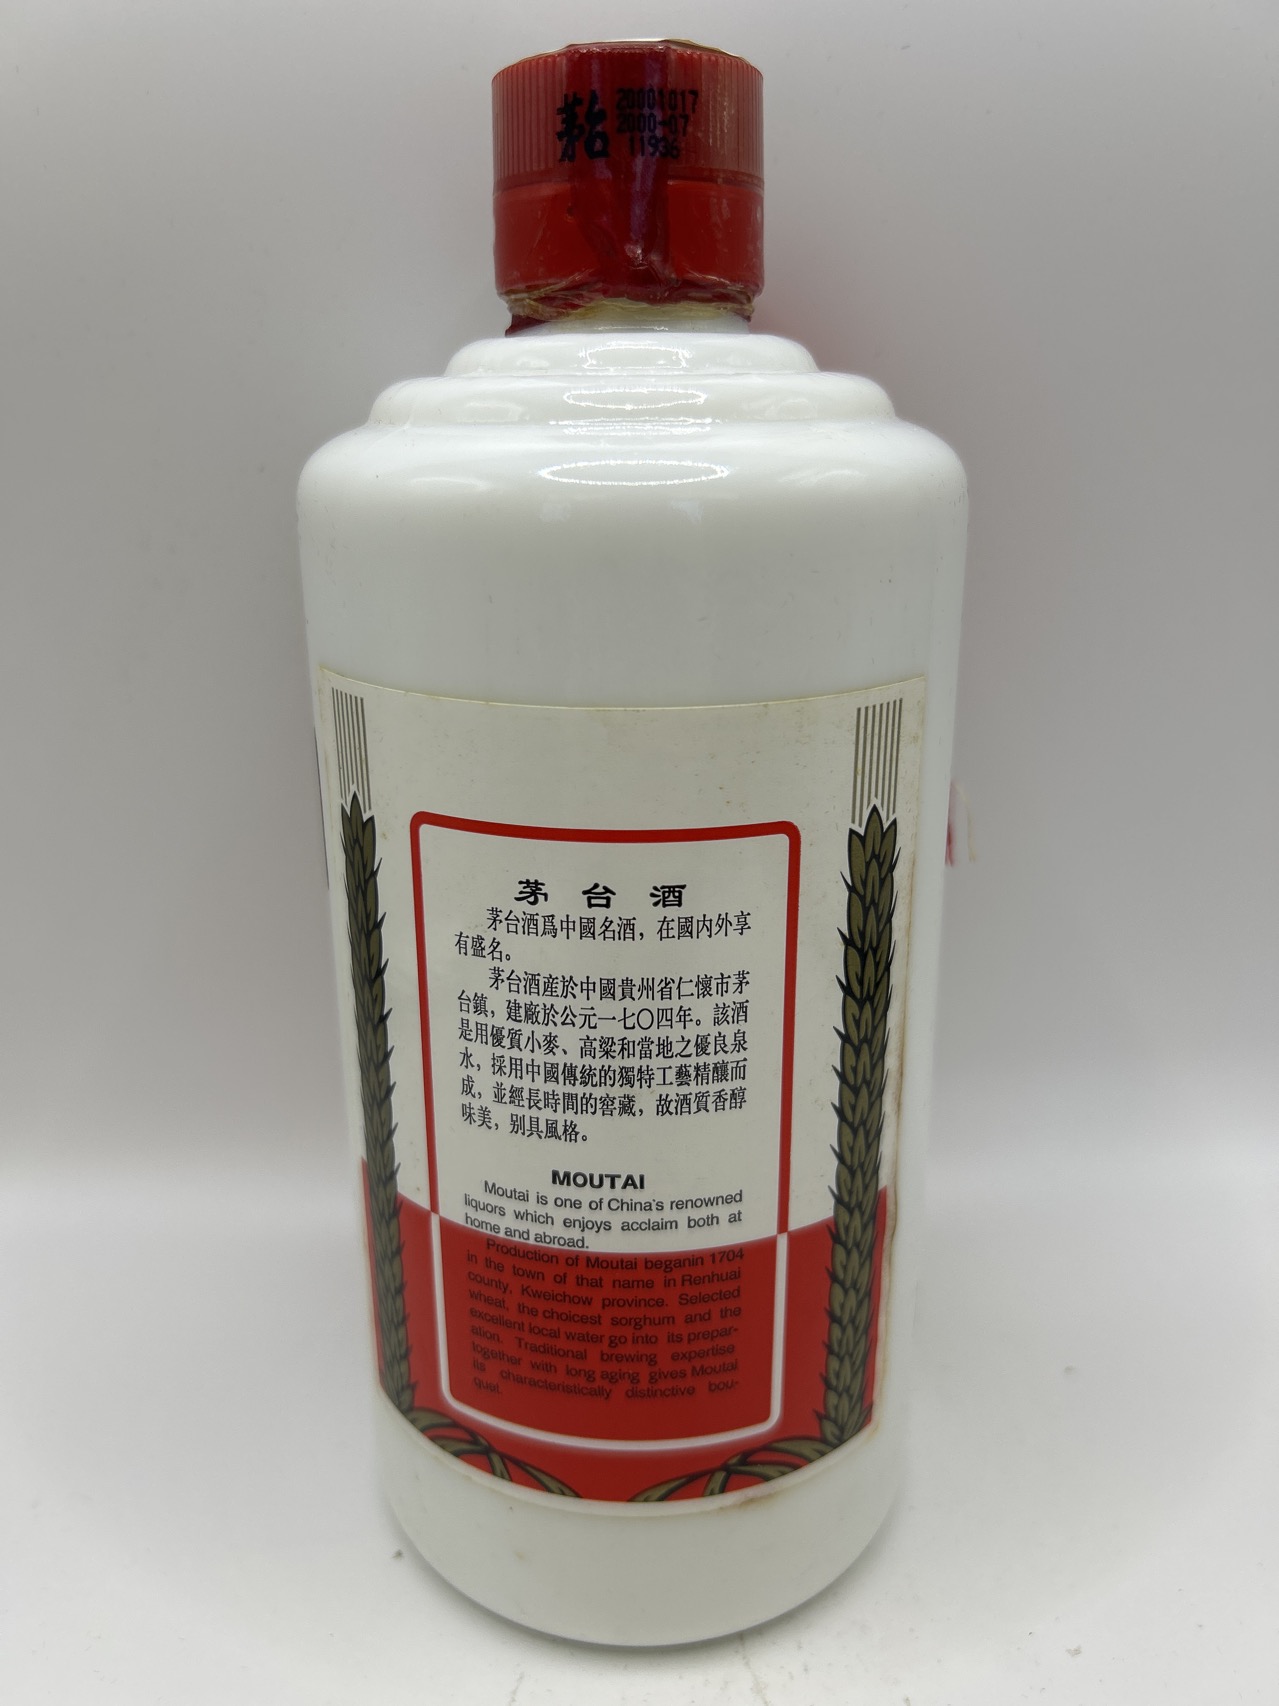 茅台
20001017
2000-07
11936
茅台酒
茅台酒爲中國名酒，在國内外享
有盛名。
茅台酒産於中國貴州省仁懷市茅
台鎮，建廠於公元一七〇四年。該酒
是用優質小麥、高粱和當地之優良泉
水，採用中國傳統的獨特工藝精釀而
成，並經長時間的窖藏，故酒質香醇
味美，别具風格。
MOUTAI
Moutai is one of China's renowned
liquors which enjoys acclaim both at
home and abroad.
Production of Moutai beganin 1704
in the town of that name in Renhuai
county, Kweichow province. Selected
wheat, the choicest sorghum and the
excellent local water go into its prepar-
ation. Traditional brewing expertise
together with long aging gives Moutai
its characteristically distinctive bou-
quet.